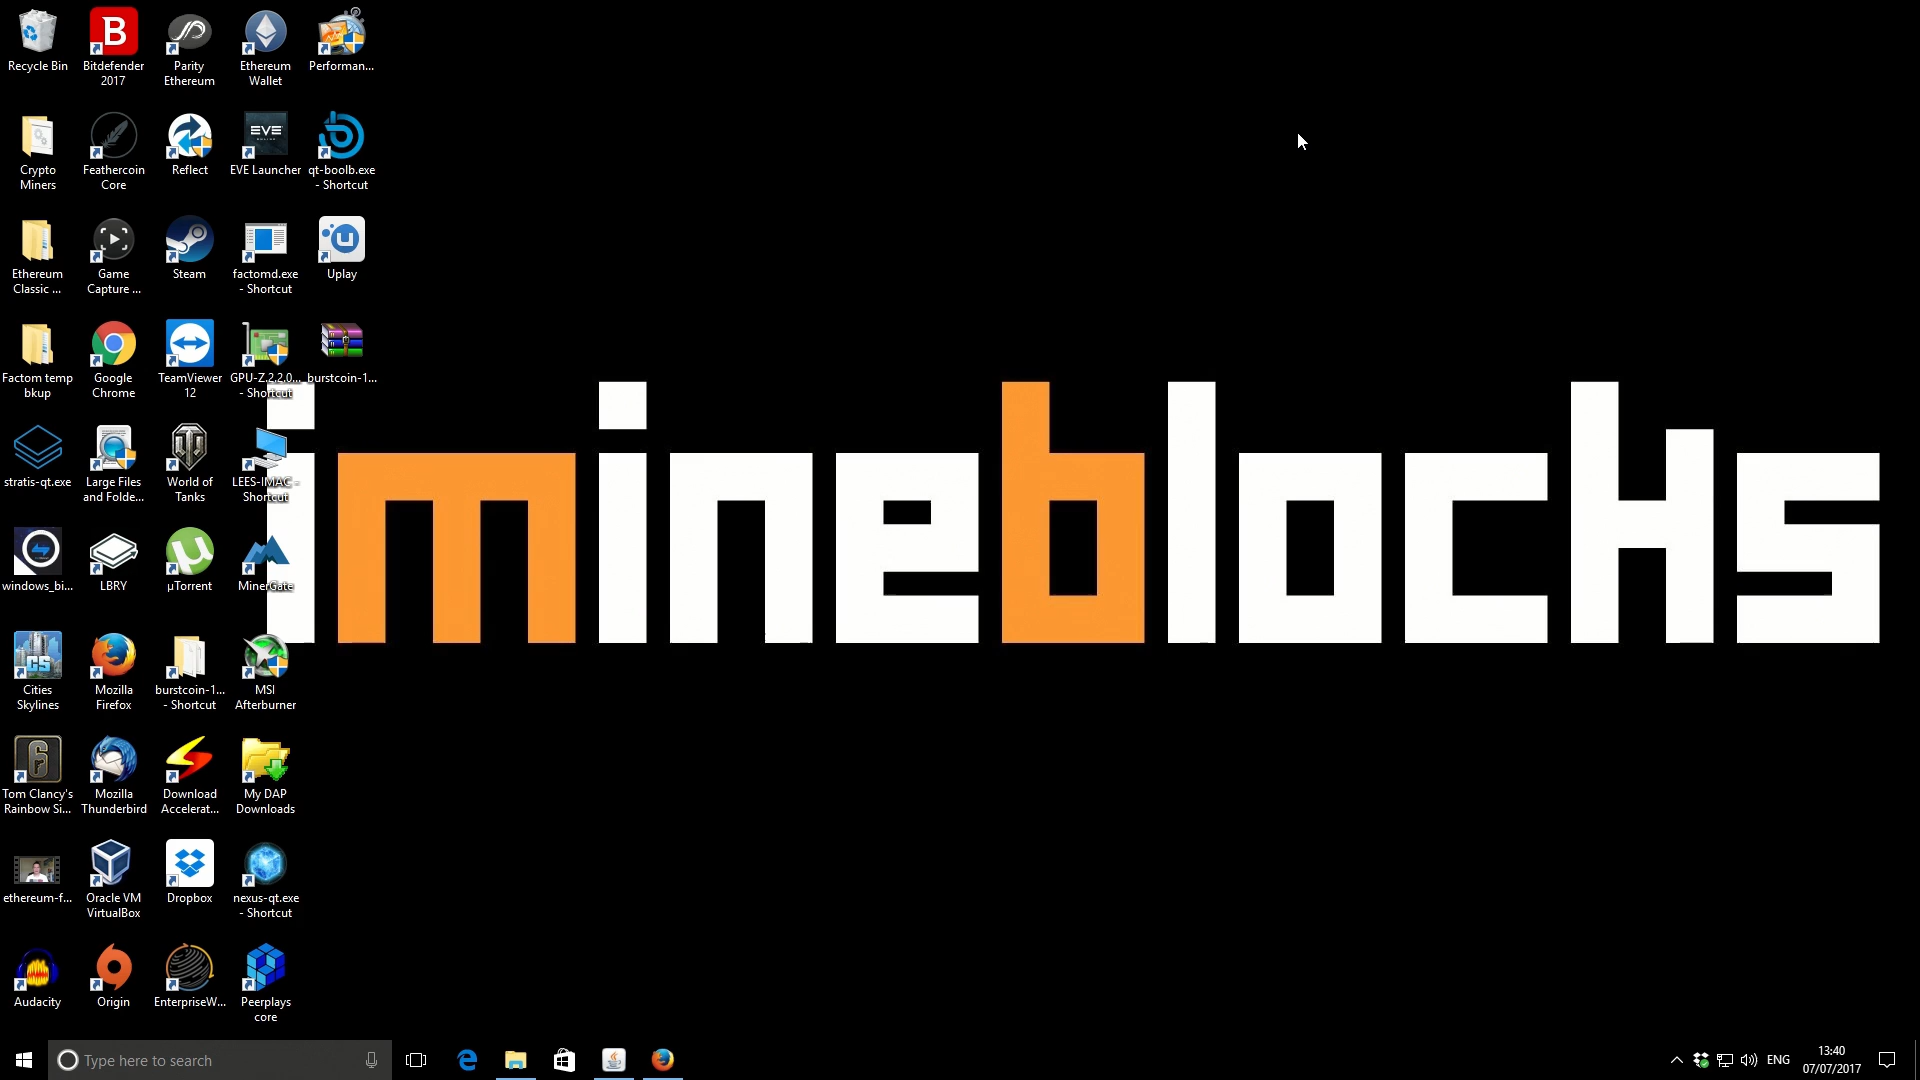 Recycle Bin
Bitdefender
2017
Parity
Ethereum
Ethereum
Wallet
Performan...
Crypto
Miners
Feathercoin
Core
Reflect
EVE
EVE Launcher
qt-boolb.exe
- Shortcut
Ethereum
Classic ...
Game
Capture ...
Steam
factomd.exe
- Shortcut
Uplay
Factom temp
bkup
Google
Chrome
TeamViewer
12
GPU-Z.2.2.0...
- Shortcut
burstcoin-1...
stratis-qt.exe
Large Files
and Folde...
World of
Tanks
LEES-IMAC -
Shortcut
imineblocks
windows_bi...
LBRY
µTorrent
MinerGate
CS
Cities
Skylines
Mozilla
Firefox
burstcoin-1...
- Shortcut
MSI
Afterburner
6
Tom Clancy's
Rainbow Si...
Mozilla
Thunderbird
Download
Accelerat...
My DAP
Downloads
ethereum-f...
Oracle VM
VirtualBox
Dropbox
nexus-qt.exe
- Shortcut
Audacity
Origin
EnterpriseW...
Peerplays
core
Type here to search
ENG
13:40
07/07/2017